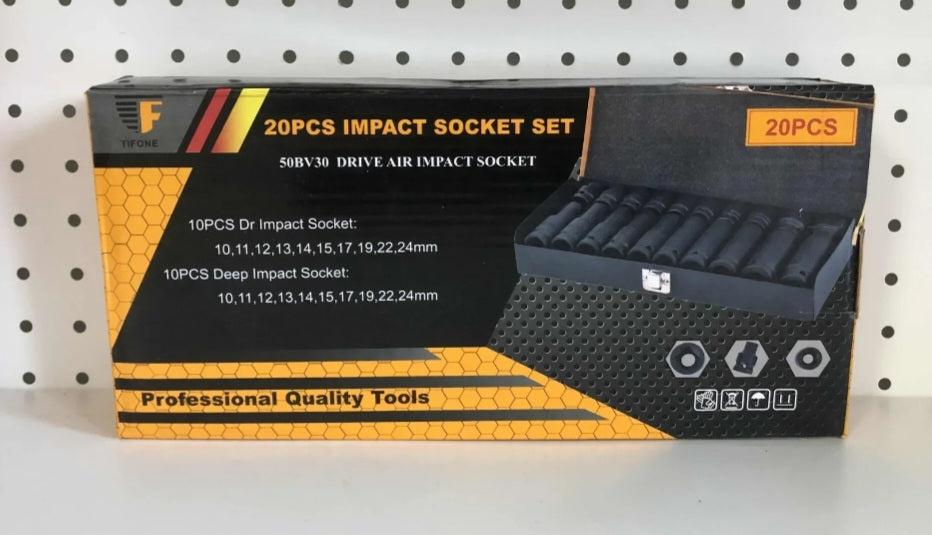 TIFONE
20PCS IMPACT SOCKET SET
20PCS
50BV30 DRIVE AIR IMPACT SOCKET
10PCS Dr Impact Socket:
10,11,12,13,14,15,17,19,22,24mm
10PCS Deep Impact Socket:
10,11,12,13,14,15,17,19,22,24mm
Professional Quality Tools